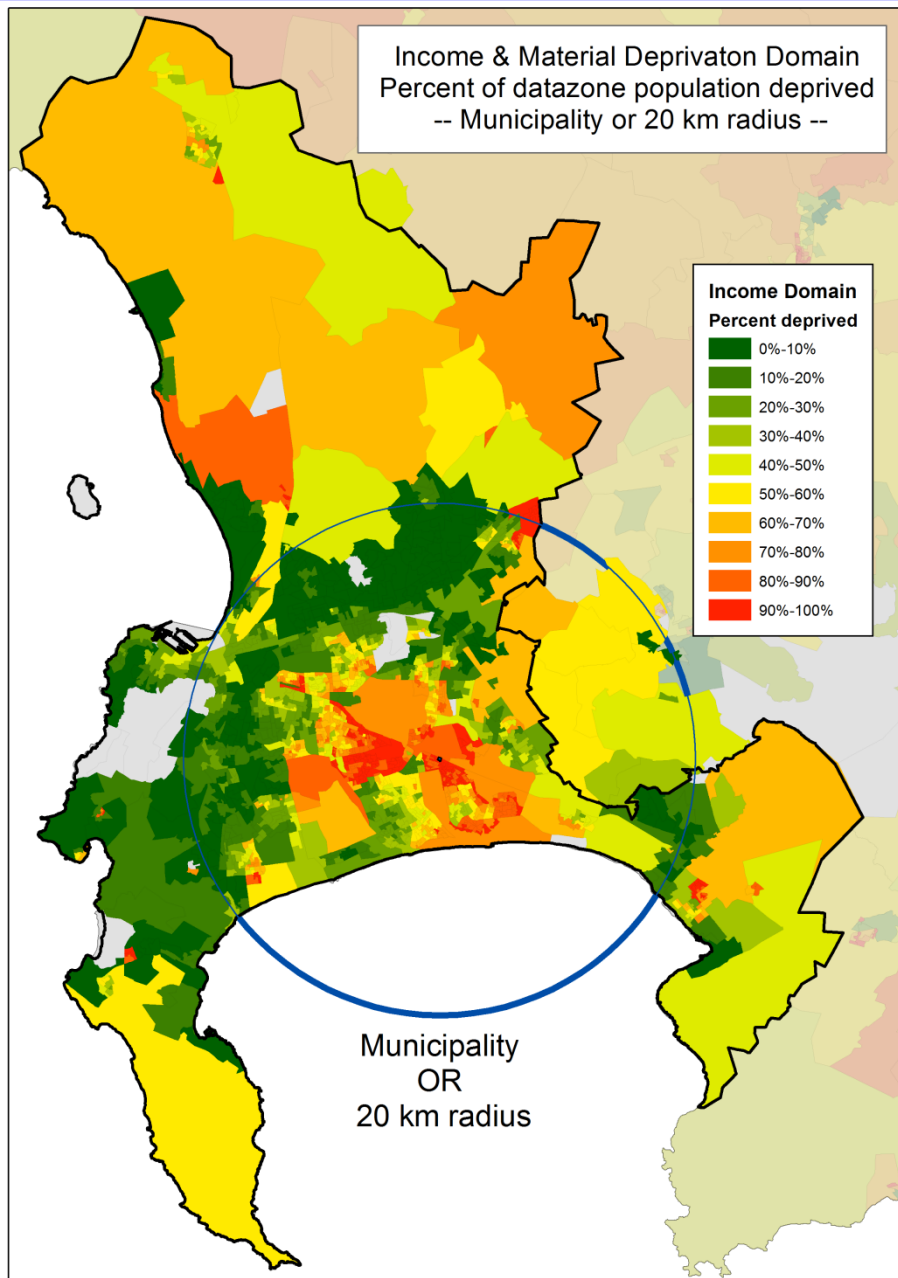 Income & Material Deprivaton Domain
Percent of datazone population deprived
-- Municipality or 20 km radius --
Income Domain
Percent deprived
0%-10%
10%-20%
20%-30%
30%-40%
40%-50%
50%-60%
60%-70%
70%-80%
80%-90%
90%-100%
Municipality
OR
20 km radius